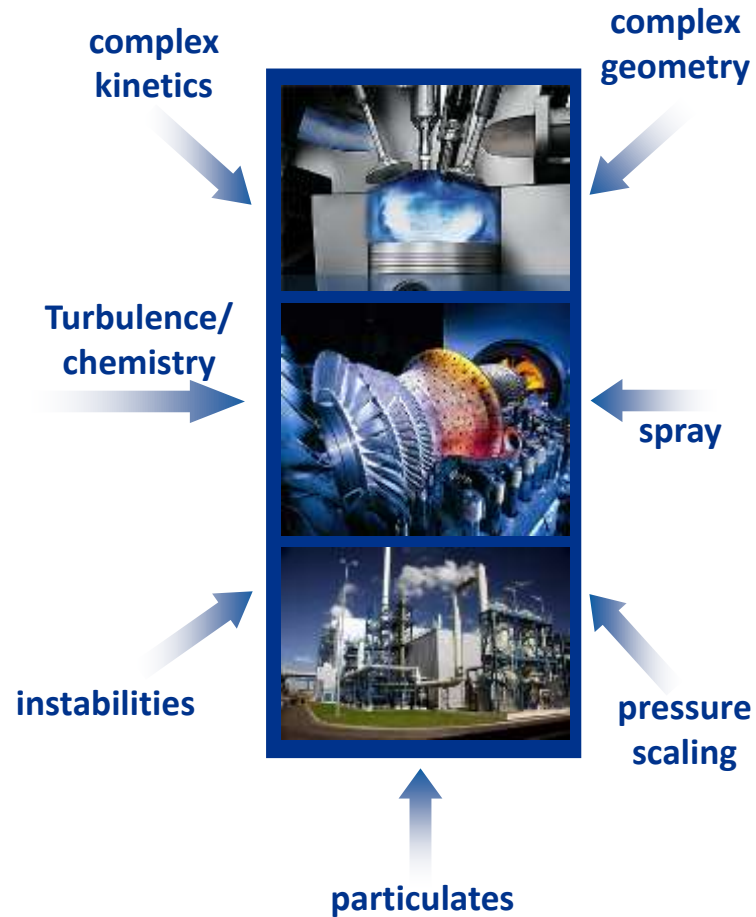 complex
kinetics
complex
geometry
Turbulence/
chemistry
spray
instabilities
pressure
scaling
particulates